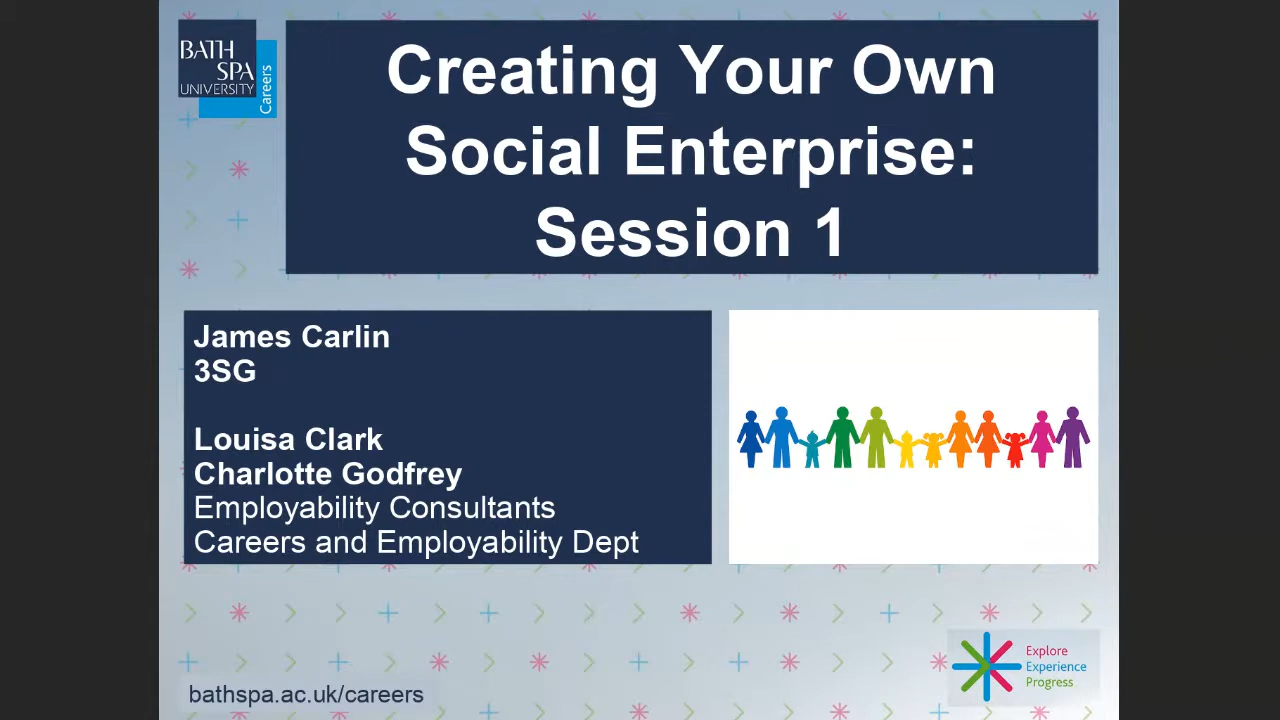 BATH
SPA
UNIVERSITY
Careers
Creating Your Own
Social Enterprise:
Session 1
James Carlin
3SG
Louisa Clark
Charlotte Godfrey
Employability Consultants
Careers and Employability Dept
Explore
Experience
Progress
bathspa.ac.uk/careers